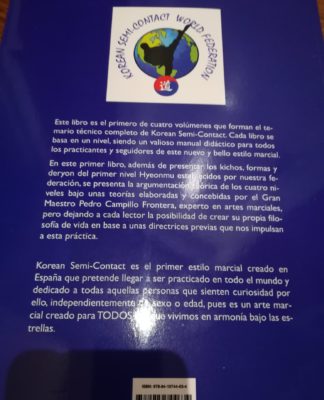 KOREAN SEMI-CONTACT WORLD FEDERATION
Este libro es el primero de cuatro volúmenes que forman el te-
mario técnico completo de Korean Semi-Contact. Cada libro se
basa en un nivel, siendo un valioso manual didáctico para todos
los practicantes y seguidores de este nuevo y bello estilo marcial.
En este primer libro, además de presentar los kichos, formas y
deryeon del primer nivel Hyeonmu establecidos por nuestra fe-
deración, se presenta la argumentación teórica de los cuatro ni-
veles bajo unas teorías elaboradas y concebidas por el Gran
Maestro Pedro Campillo Frontera, experto en artes marciales,
pero dejando a cada lector la posibilidad de crear su propia filo-
sofía de vida en base a unas directrices previas que nos impulsan
a esta práctica.
Korean Semi-Contact es el primer estilo marcial creado en
España que pretende llegar a ser practicado en todo el mundo y
dedicado a todas aquellas personas que sienten curiosidad por
ello, independientemente de sexo o edad, pues es un arte mar-
cial creado para TODOS que vivimos en armonía bajo las es-
trellas.